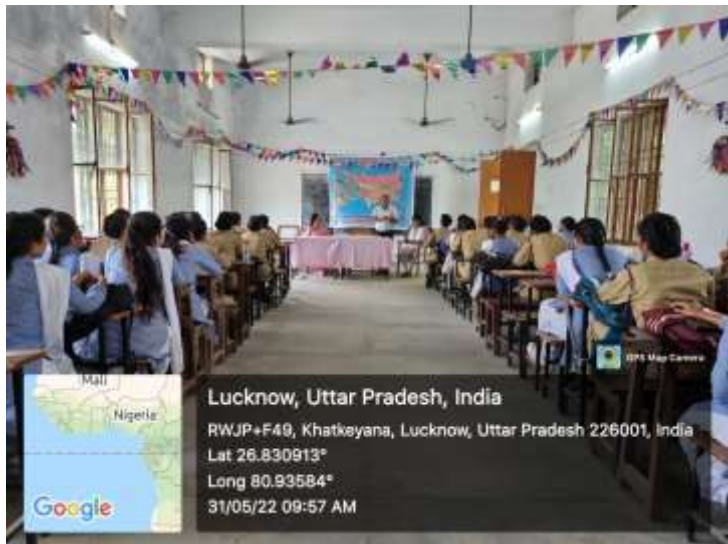 GPS Map Camera
Mali
Nigeria
Google
Lucknow, Uttar Pradesh, India
RWJP+F49, Khatkeyana, Lucknow, Uttar Pradesh 226001, India
Lat 26.830913°
Long 80.93584°
31/05/22 09:57 AM